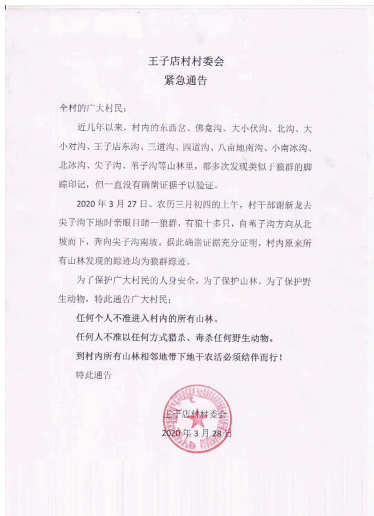 王子店村村委会
紧急通告
全村的广大村民：
近几年以来，村内的东西岔、佛龛沟、大小伏沟、北沟、大
小对沟、王子店东沟、三道沟、四道沟、八亩地南沟、小南冰沟、
北冰沟、尖子沟、苇子沟等山林里，都多次发现类似于狼群的脚
踪印记，但一直没有确凿证据予以验证。
2020 年 3 月 27 日、农历三月初四的上午，村干部谢新龙去
尖子沟下地时亲眼目睹一狼群，有狼十多只，自苇子沟方向从北
坡而下，奔向尖子沟南坡。据此确凿证据充分证明，村内原来所
有山林发现的踪迹均为狼群踪迹。
为了保护广大村民的人身安全，为了保护山林，为了保护野
生动物，特此通告广大村民：
任何个人不准进入村内的所有山林。
任何人不准以任何方式猎杀、毒杀任何野生动物。
到村内所有山林相邻地带下地干农活必须结伴而行！
特此通告
王子店村村委会
2020 年 3 月 28 日